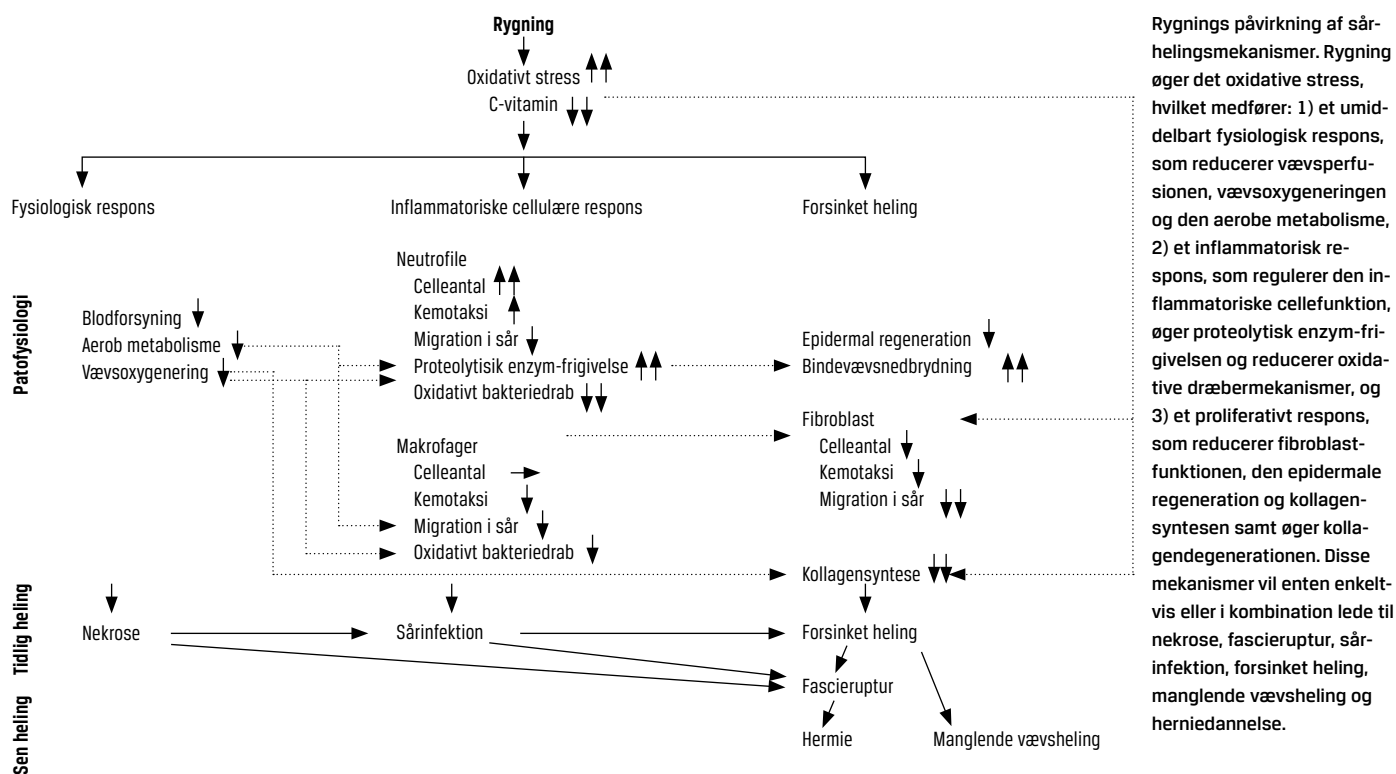 Rygning
Oxidativt stress
C-vitamin
Fysiologisk respons
Inflammatoriske cellulære respons
Forsinket heling
Patofysiologi
Blodforsyning
Aerob metabolisme
Vævsoxygenering
Neutrofile
Celleantal
Kemotaksi
Migration i sår
Proteolytisik enzym-frigivelse
Oxidativt bakteriedrab
Makrofager
Celleantal
Kemotaksi
Migration i sår
Oxidativt bakteriedrab
Epidermal regeneration
Bindevævsnedbrydning
Fibroblast
Celleantal
Kemotaksi
Migration i sår
Kollagensyntese
Tidlig heling
Nekrose
Sårinfektion
Forsinket heling
Fascieruptur
Sen heling
Hermie
Manglende vævsheling
Rygnings påvirkning af sår-
helingsmekanismer. Rygning
øger det oxidative stress,
hvilket medfører: 1) et umid-
delbart fysiologisk respons,
som reducerer vævsperfu-
sionen, vævsoxygeneringen
og den aerobe metabolisme,
2) et inflammatorisk re-
spons, som regulerer den in-
flammatoriske cellefunktion,
øger proteolytisk enzym-fri-
givelsen og reducerer oxida-
tive dræbermekanismer, og
3) et proliferativt respons,
som reducerer fibroblast-
funktionen, den epidermale
regeneration og kollagen-
syntesen samt øger kolla-
gendegenerationen. Disse
mekanismer vil enten enkelt-
vis eller i kombination lede til
nekrose, fascieruptur, sår-
infektion, forsinket heling,
manglende vævsheling og
herniedannelse.